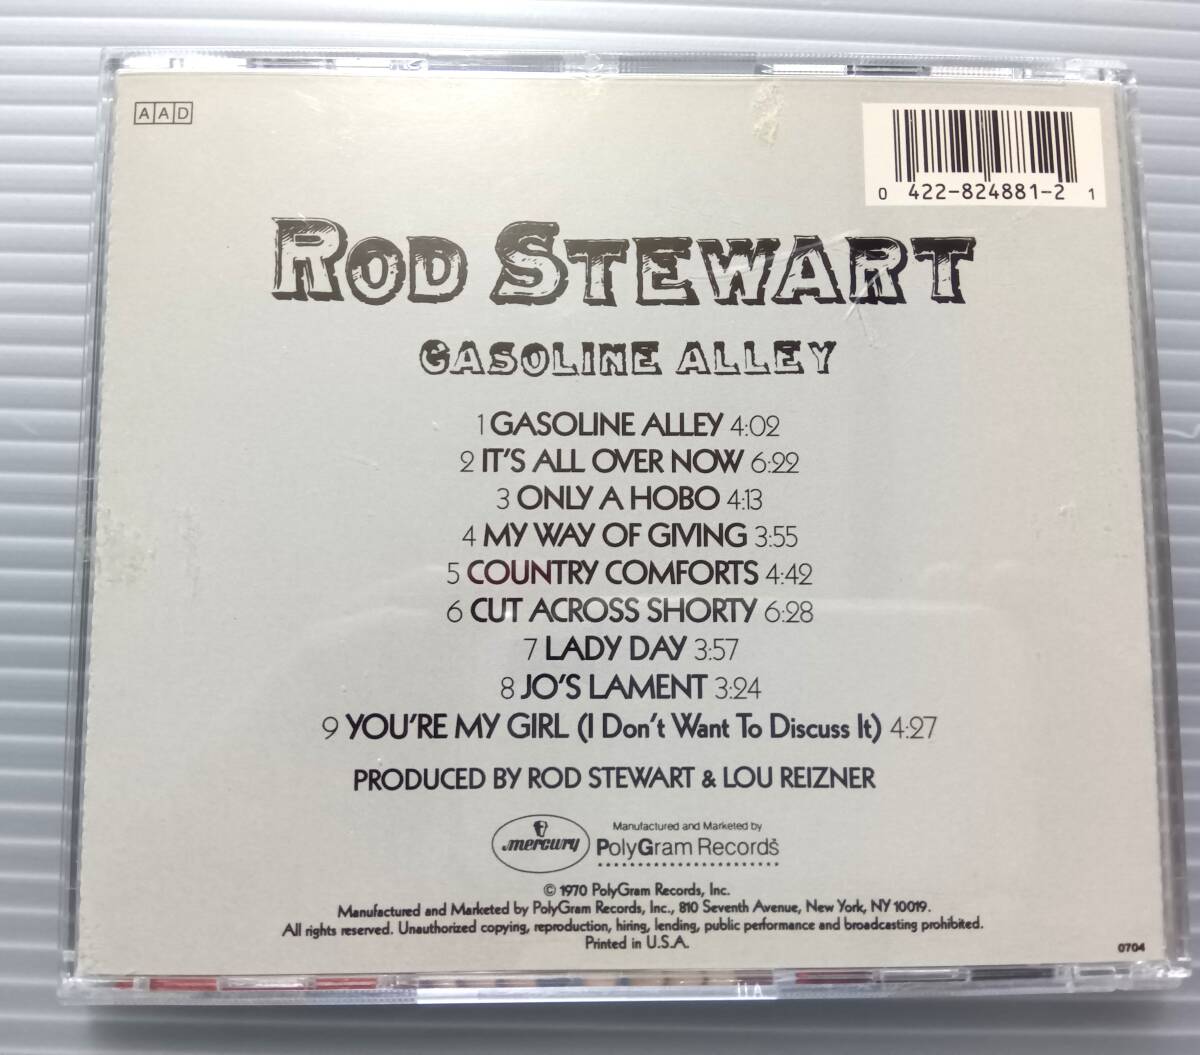 A A D
0 422-824881-2 1
ROD STEWART
GASOLINE ALLEY
1 GASOLINE ALLEY 4:02
2 IT'S ALL OVER NOW 6:22
3 ONLY A HOBO 4:13
4 MY WAY OF GIVING 3:55
5 COUNTRY COMFORTS 4:42
6 CUT ACROSS SHORTY 6:28
7 LADY DAY 3:57
8 JO'S LAMENT 3:24
9 YOU'RE MY GIRL (I Don't Want To Discuss It) 4:27
PRODUCED BY ROD STEWART & LOU REIZNER
mercury
Manufactured and Marketed by
PolyGram Records
© 1970 PolyGram Records, Inc.
Manufactured and Marketed by PolyGram Records, Inc., 810 Seventh Avenue, New York, NY 10019.
All rights reserved. Unauthorized copying, reproduction, hiring, lending, public performance and broadcasting prohibited.
Printed in U.S.A.
0704